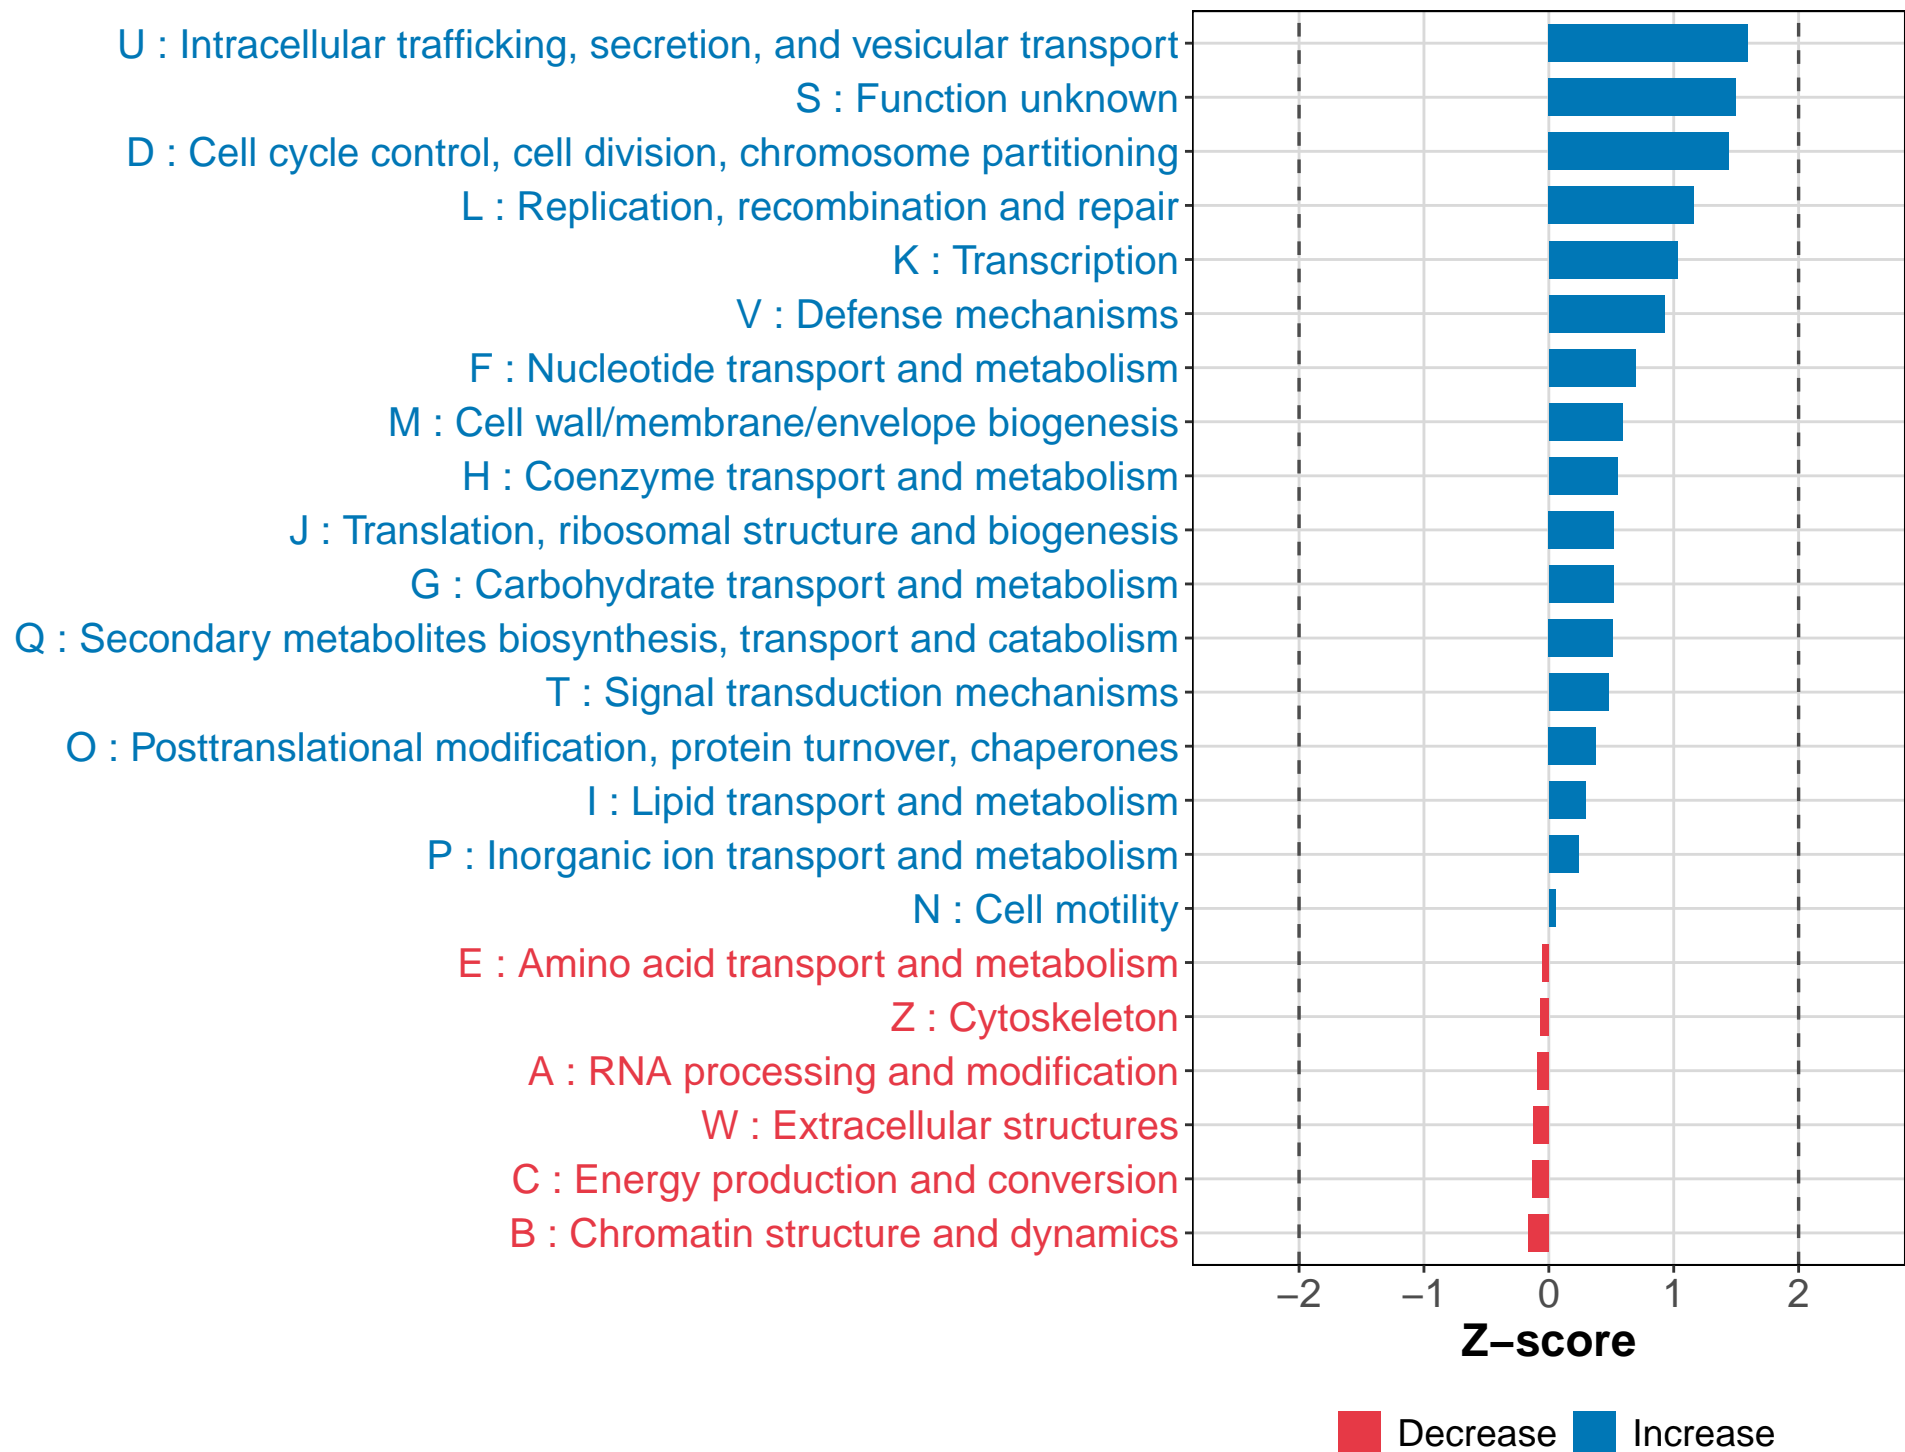 U : Intracellular trafficking, secretion, and vesicular transport
S : Function unknown
D : Cell cycle control, cell division, chromosome partitioning
L : Replication, recombination and repair
K : Transcription
V : Defense mechanisms
F : Nucleotide transport and metabolism
M : Cell wall/membrane/envelope biogenesis
H : Coenzyme transport and metabolism
J : Translation, ribosomal structure and biogenesis
G : Carbohydrate transport and metabolism
Q : Secondary metabolites biosynthesis, transport and catabolism
T : Signal transduction mechanisms
O : Posttranslational modification, protein turnover, chaperones
I : Lipid transport and metabolism
P : Inorganic ion transport and metabolism
N : Cell motility
E : Amino acid transport and metabolism
Z : Cytoskeleton
A : RNA processing and modification
W : Extracellular structures
C : Energy production and conversion
B : Chromatin structure and dynamics
−2 −1 0 1 2
Z−score
Decrease Increase